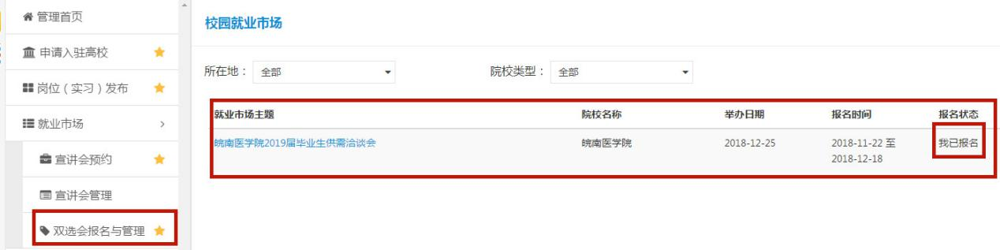 管理首页
申请入驻高校
岗位（实习）发布
就业市场
宣讲会预约
宣讲会管理
双选会报名与管理
校园就业市场
所在地： 全部 院校类型： 全部
就业市场主题 院校名称 举办日期 报名时间 报名状态
皖南医学院2019届毕业生供需洽谈会 皖南医学院 2018-12-25 2018-11-22 至 我已报名
2018-12-18